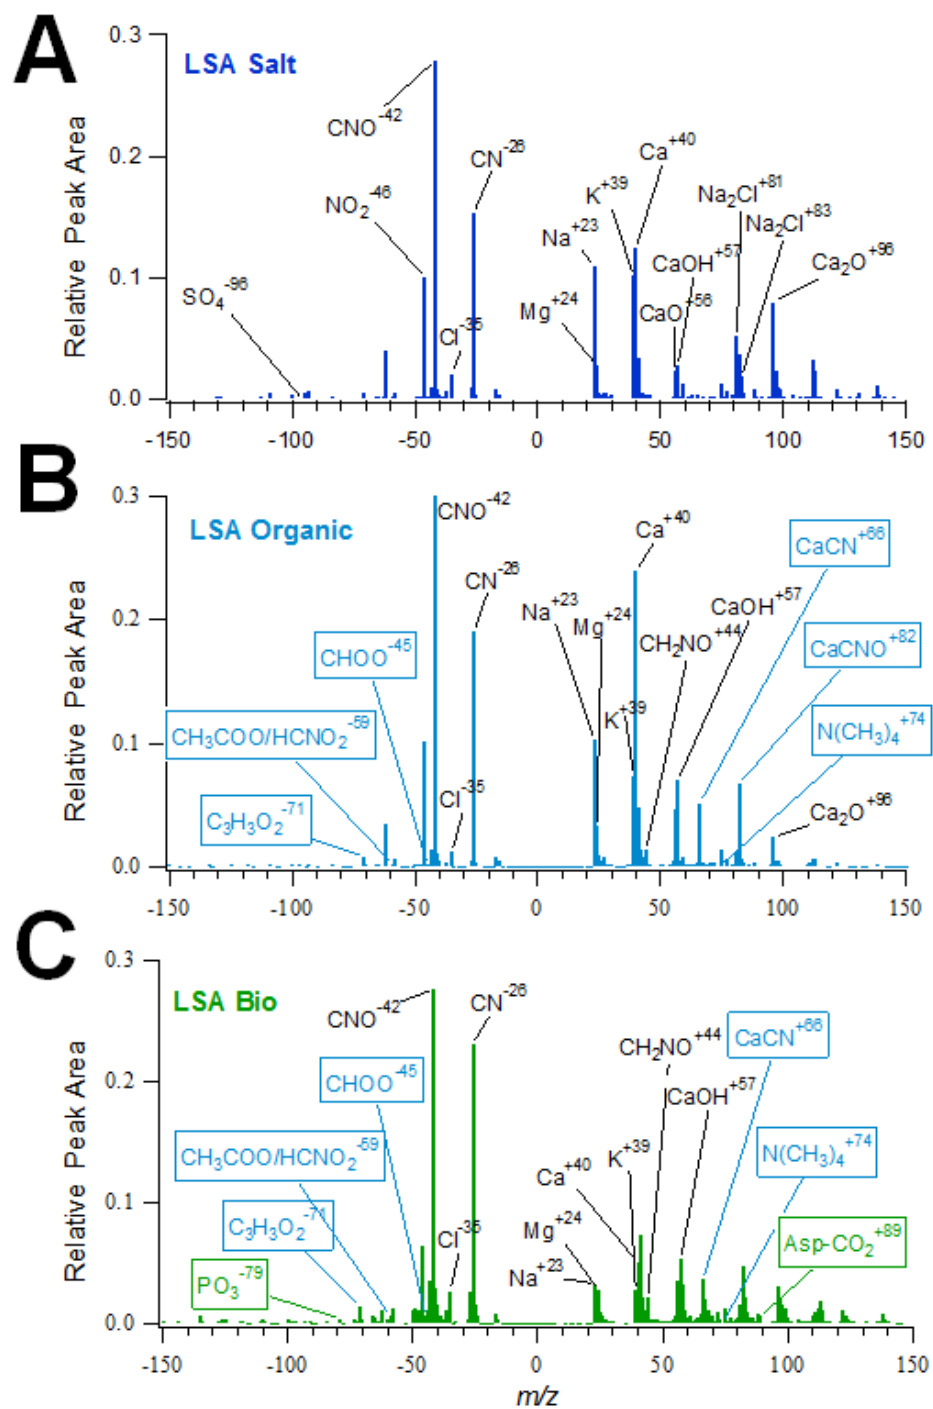 A
LSA Salt
Relative Peak Area
0.3
0.2
0.1
0.0
CNO-42
NO2-46
SO4-96
Cl-35
CN-26
Na+23
Mg+24
K+39
Ca+40
CaO+56
CaOH+57
Na2Cl+81
Na2Cl+83
Ca2O+96
-150 -100 -50 0 50 100 150
B
LSA Organic
Relative Peak Area
0.3
0.2
0.1
0.0
CNO-42
CN-26
CHOO-45
CH3COO/HCNO2-59
C3H3O2-71
Cl-35
Na+23
Mg+24
K+39
Ca+40
CH2NO+44
CaOH+57
CaCN+66
CaCNO+82
N(CH3)4+74
Ca2O+96
-150 -100 -50 0 50 100 150
C
LSA Bio
Relative Peak Area
0.3
0.2
0.1
0.0
CNO-42
CN-26
CHOO-45
CH3COO/HCNO2-59
C3H3O2-71
PO3-79
Cl-35
Na+23
Mg+24
Ca+40
K+39
CH2NO+44
CaOH+57
CaCN+66
N(CH3)4+74
Asp-CO2+89
-150 -100 -50 0 50 100 150
m/z